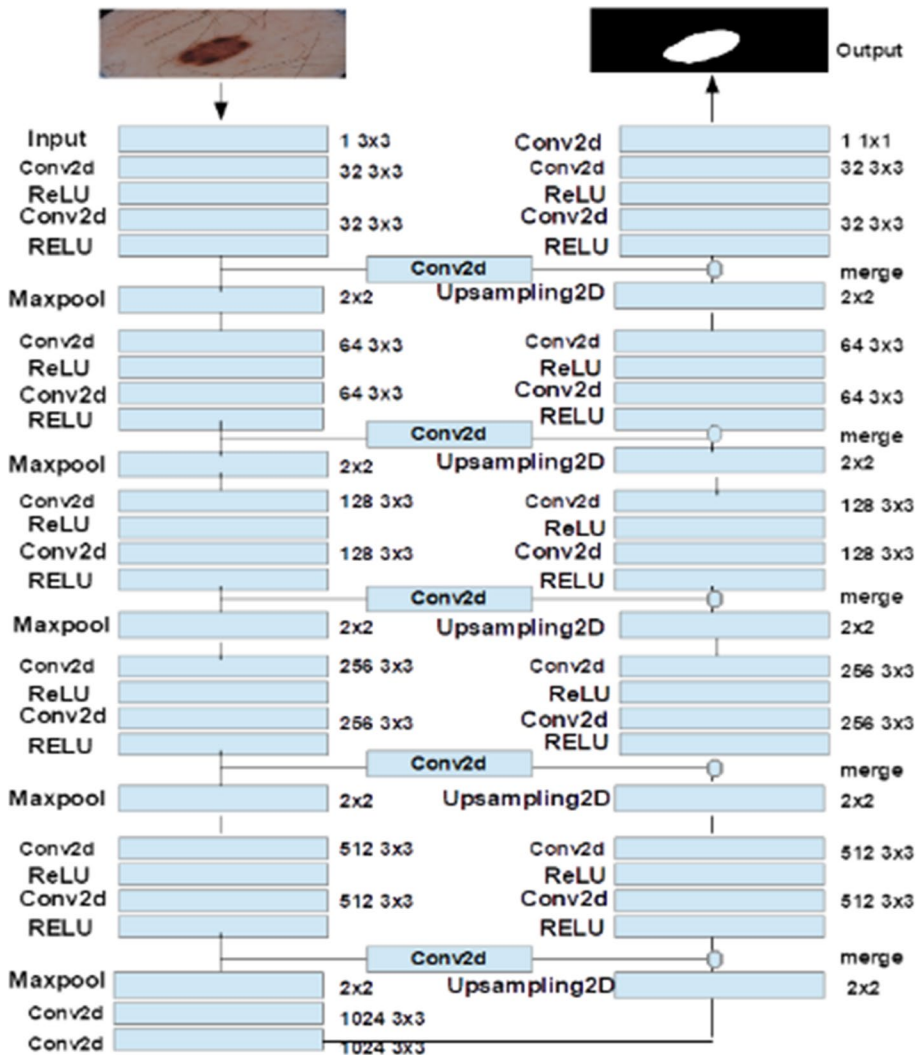 Output
Input 1 3x3 Conv2d 1 1x1
Conv2d 32 3x3 Conv2d 32 3x3
ReLU ReLU
Conv2d 32 3x3 Conv2d 32 3x3
RELU RELU
Conv2d merge
Maxpool 2x2 Upsampling2D 2x2
Conv2d 64 3x3 Conv2d 64 3x3
ReLU ReLU
Conv2d 64 3x3 Conv2d 64 3x3
RELU RELU
Conv2d merge
Maxpool 2x2 Upsampling2D 2x2
Conv2d 128 3x3 Conv2d 128 3x3
ReLU ReLU
Conv2d 128 3x3 Conv2d 128 3x3
RELU RELU
Conv2d merge
Maxpool 2x2 Upsampling2D 2x2
Conv2d 256 3x3 Conv2d 256 3x3
ReLU ReLU
Conv2d 256 3x3 Conv2d 256 3x3
RELU RELU
Conv2d merge
Maxpool 2x2 Upsampling2D 2x2
Conv2d 512 3x3 Conv2d 512 3x3
ReLU ReLU
Conv2d 512 3x3 Conv2d 512 3x3
RELU RELU
Conv2d merge
Maxpool 2x2 Upsampling2D 2x2
Conv2d 1024 3x3
Conv2d 1024 3x3